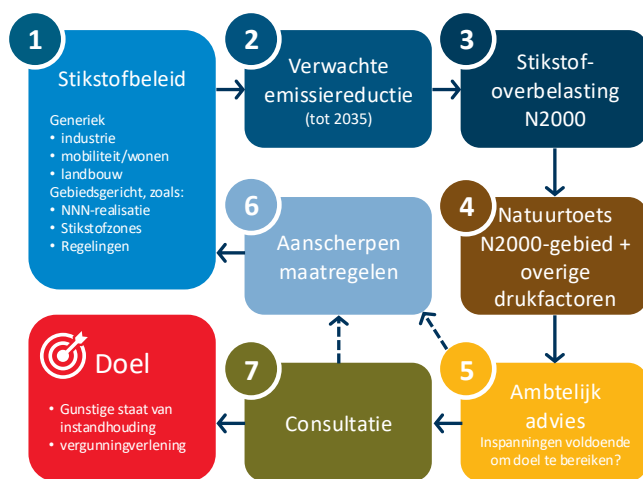 1
Stikstofbeleid
Generiek
• industrie
• mobiliteit/wonen
• landbouw
Gebiedsgericht, zoals:
• NNN-realisatie
• Stikstofzones
• Regelingen
2
Verwachte
emissiereductie
(tot 2035)
3
Stikstof-
overbelasting
N2000
4
Natuurtoets
N2000-gebied +
overige
drukfactoren
5
Ambtelijk
advies
Inspanningen voldoende
om doel te bereiken?
6
Aanscherpen
maatregelen
7
Consultatie
Doel
• Gunstige staat van
instandhouding
• vergunningverlening